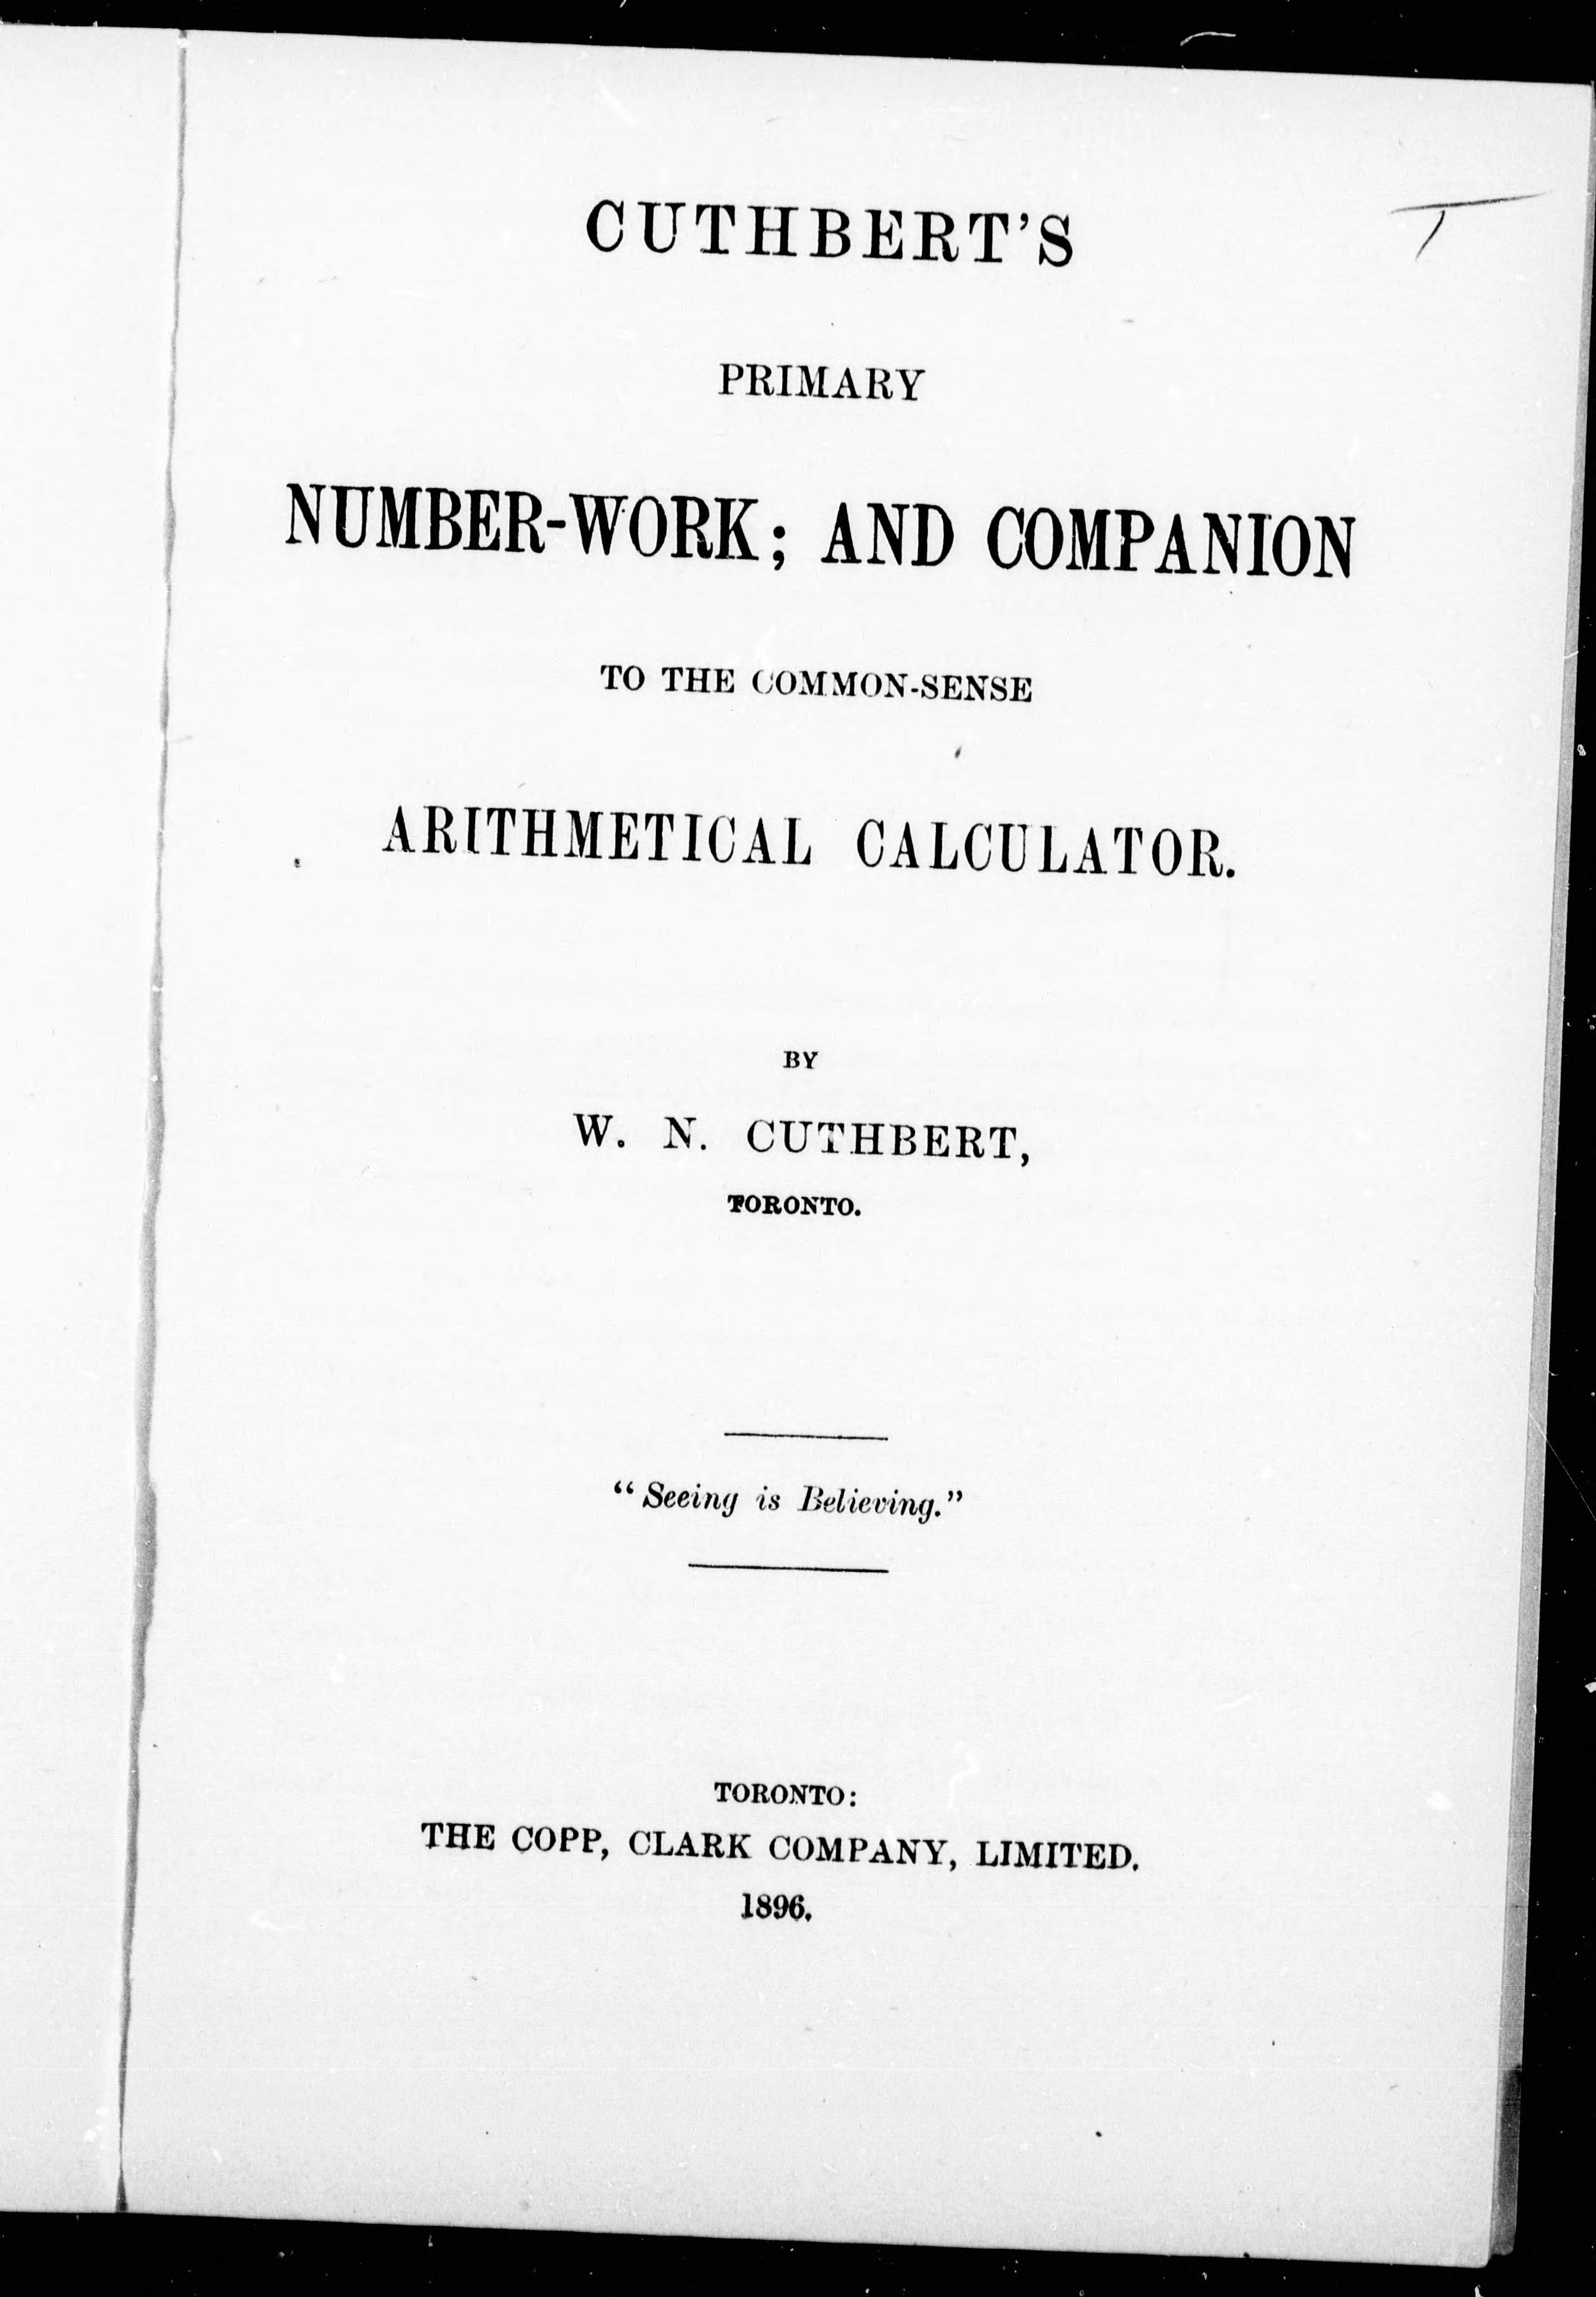 CUTHBERT'S
PRIMARY
NUMBER-WORK; AND COMPANION
TO THE COMMON-SENSE
ARITHMETICAL CALCULATOR.
BY
W. N. CUTHBERT,
TORONTO.
"Seeing is Believing."
TORONTO:
THE COPP, CLARK COMPANY, LIMITED.
1896.